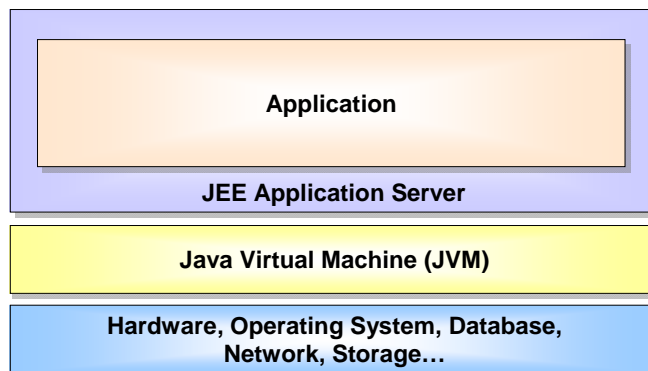 Application
JEE Application Server
Java Virtual Machine (JVM)
Hardware, Operating System, Database,
Network, Storage…